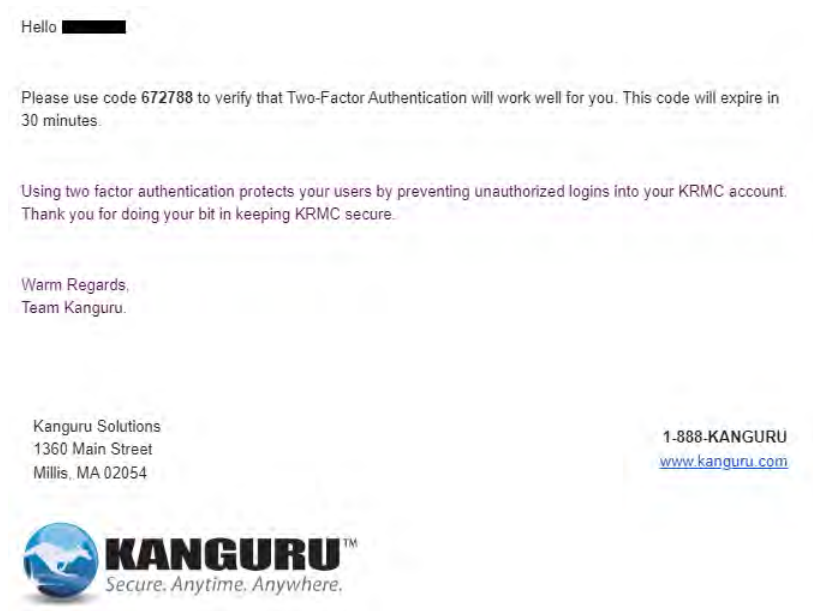 Hello
Please use code 672788 to verify that Two-Factor Authentication will work well for you. This code will expire in
30 minutes.
Using two factor authentication protects your users by preventing unauthorized logins into your KRMC account.
Thank you for doing your bit in keeping KRMC secure.
Warm Regards,
Team Kanguru.
Kanguru Solutions
1360 Main Street
Millis, MA 02054
1-888-KANGURU
www.kanguru.com
KANGURU™
Secure. Anytime. Anywhere.